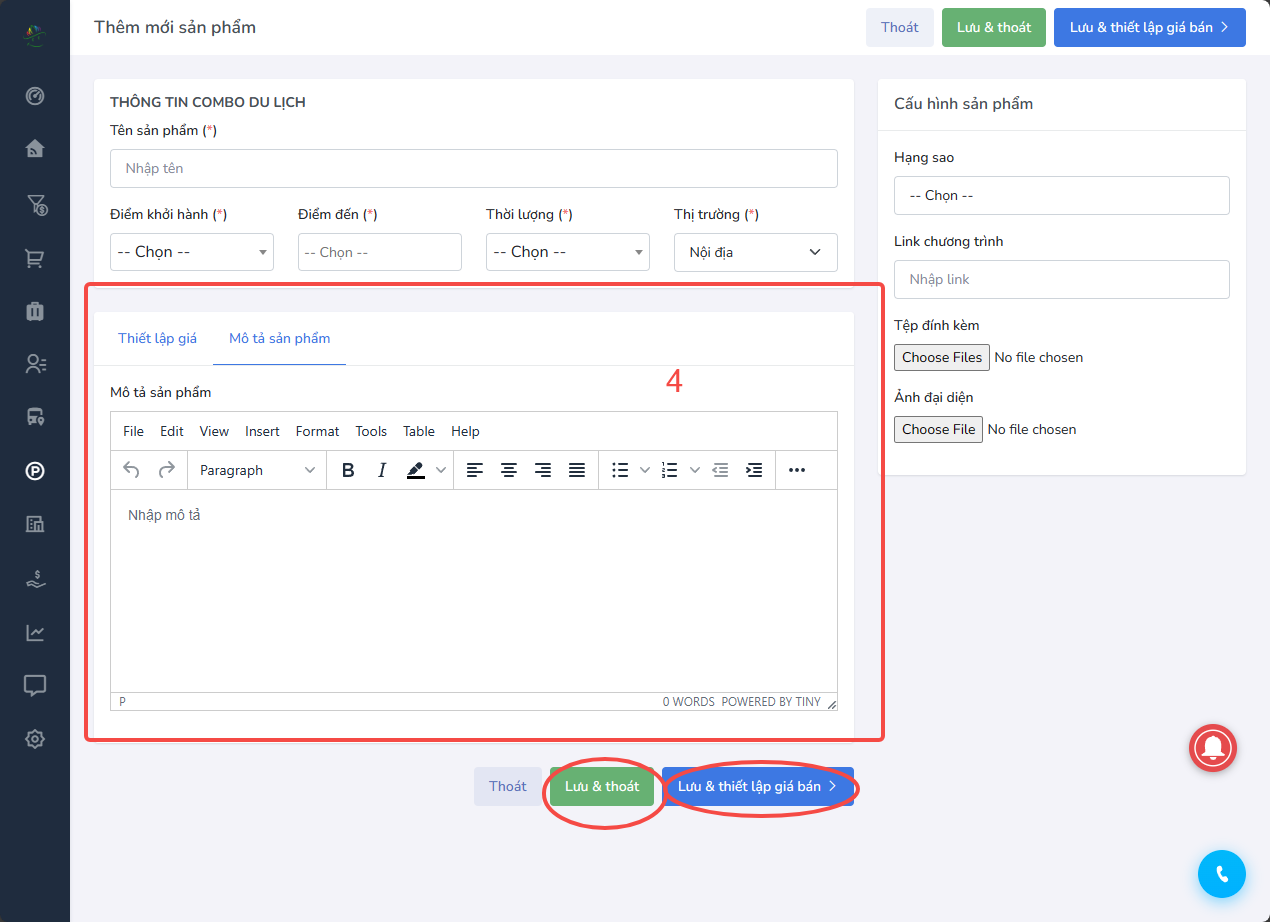 Thêm mới sản phẩm
Thoát
Lưu & thoát
Lưu & thiết lập giá bán
THÔNG TIN COMBO DU LỊCH
Tên sản phẩm (*)
Nhập tên
Điểm khởi hành (*)
Điểm đến (*)
Thời lượng (*)
Thị trường (*)
-- Chọn --
-- Chọn --
-- Chọn --
Nội địa
Cấu hình sản phẩm
Hạng sao
-- Chọn --
Link chương trình
Nhập link
Tệp đính kèm
Choose Files No file chosen
Ảnh đại diện
Choose File No file chosen
Thiết lập giá
Mô tả sản phẩm
4
Mô tả sản phẩm
File Edit View Insert Format Tools Table Help
Paragraph B I
Nhập mô tả
P
0 WORDS POWERED BY TINY
Thoát
Lưu & thoát
Lưu & thiết lập giá bán